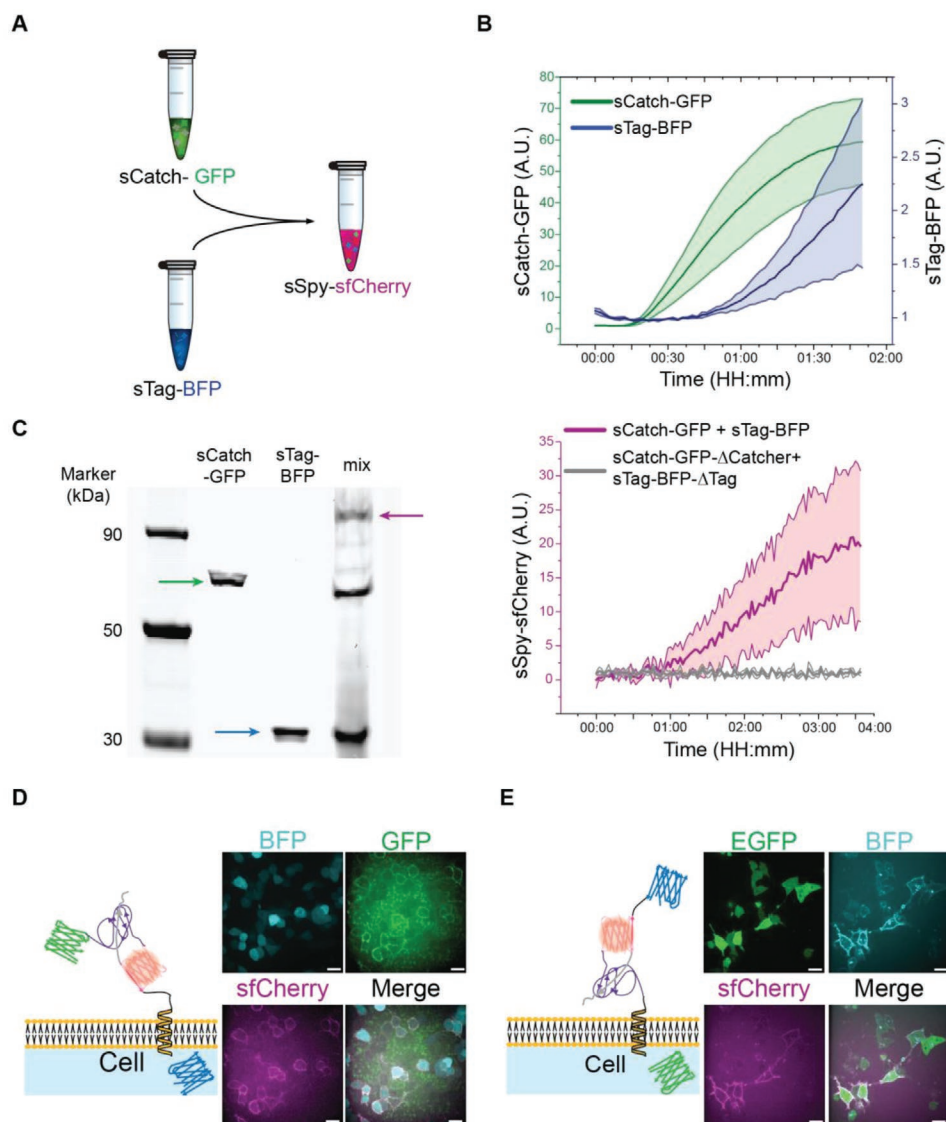 A
sCatch- GFP
sTag-BFP
sSpy-sfCherry
B
sCatch-GFP
sTag-BFP
sCatch-GFP (A.U.)
80
70
60
50
40
30
20
10
0
sTag-BFP (A.U.)
3
2.5
2
1.5
1
00:00
00:30
01:00
01:30
02:00
Time (HH:mm)
sCatch-GFP + sTag-BFP
sCatch-GFP-ΔCatcher+
sTag-BFP-ΔTag
sSpy-sfCherry (A.U.)
35
30
25
20
15
10
5
0
00:00
01:00
02:00
03:00
04:00
Time (HH:mm)
C
Marker
(kDa)
sCatch
-GFP
sTag-
BFP
mix
90
50
30
D
BFP
GFP
sfCherry
Merge
Cell
E
EGFP
BFP
sfCherry
Merge
Cell